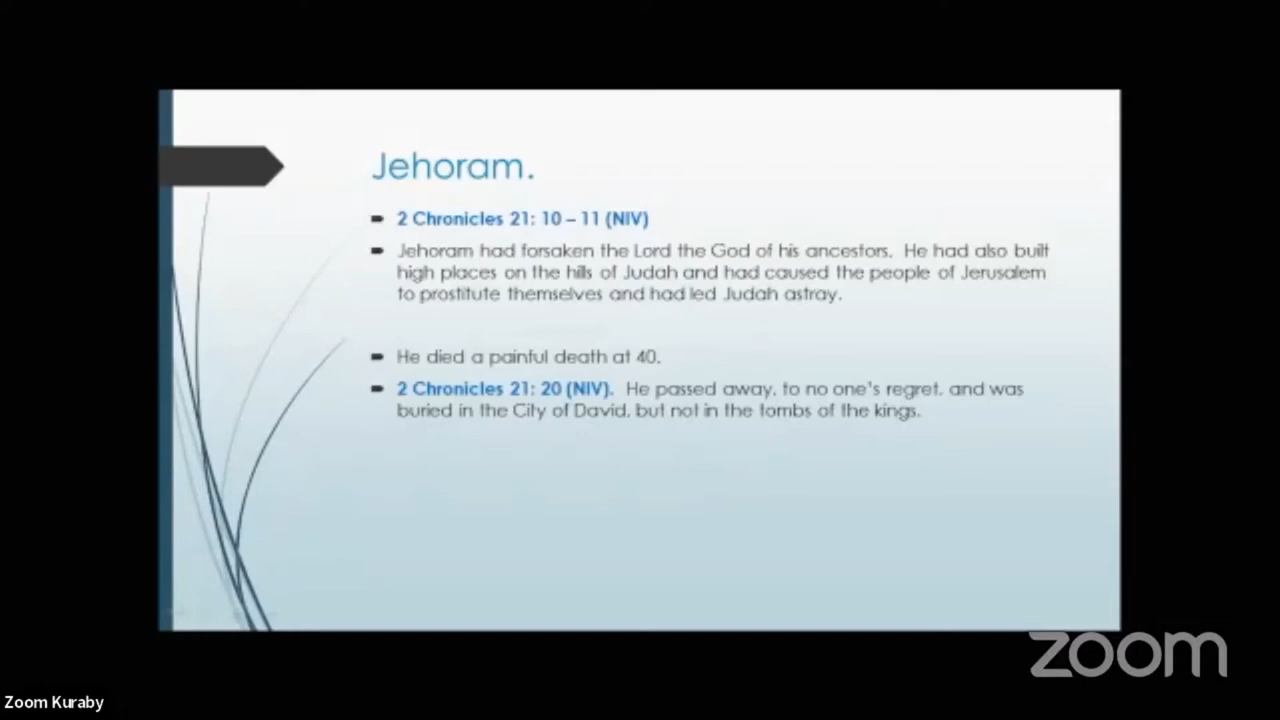 Jehoram.
2 Chronicles 21: 10 – 11 (NIV)
Jehoram had forsaken the Lord the God of his ancestors. He had also built
high places on the hills of Judah and had caused the people of Jerusalem
to prostitute themselves and had led Judah astray.
He died a painful death at 40.
2 Chronicles 21: 20 (NIV). He passed away, to no one's regret, and was
buried in the City of David, but not in the tombs of the kings.
zoom
Zoom Kuraby